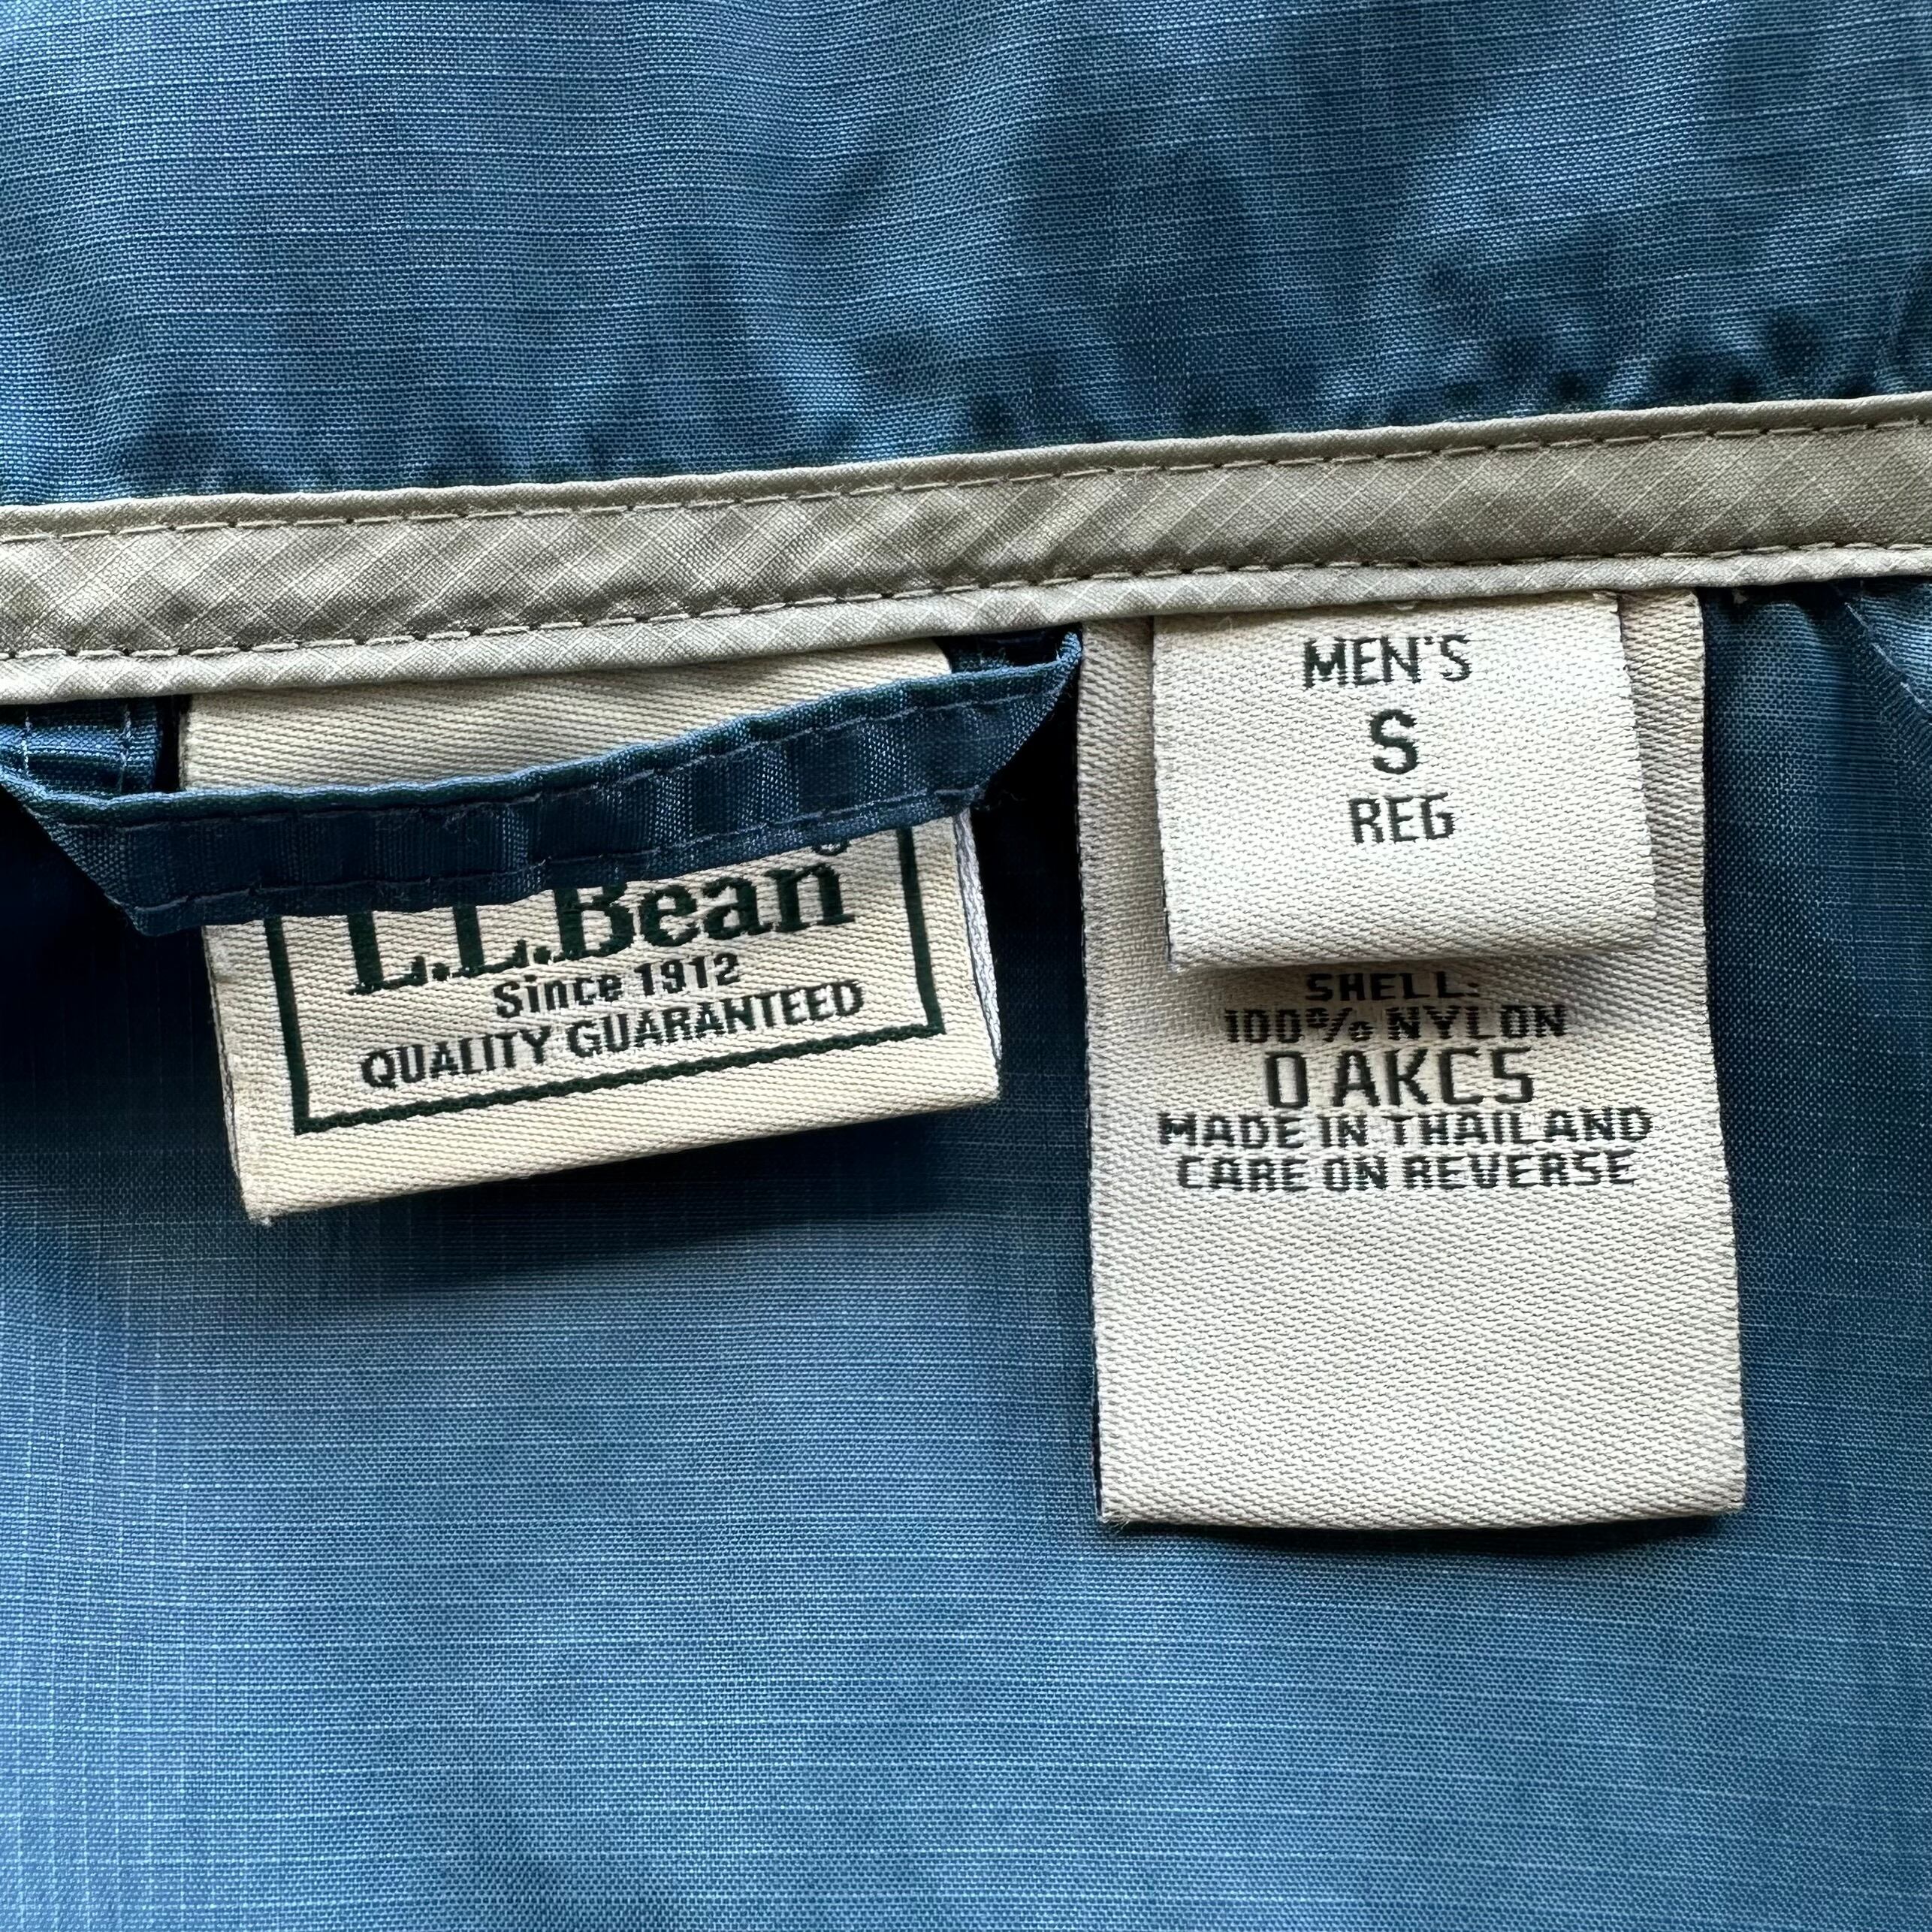 L.L.Bean®
Since 1912
QUALITY GUARANTEED
MEN'S
S
REG
SHELL:
100% NYLON
0 AKC5
MADE IN THAILAND
CARE ON REVERSE